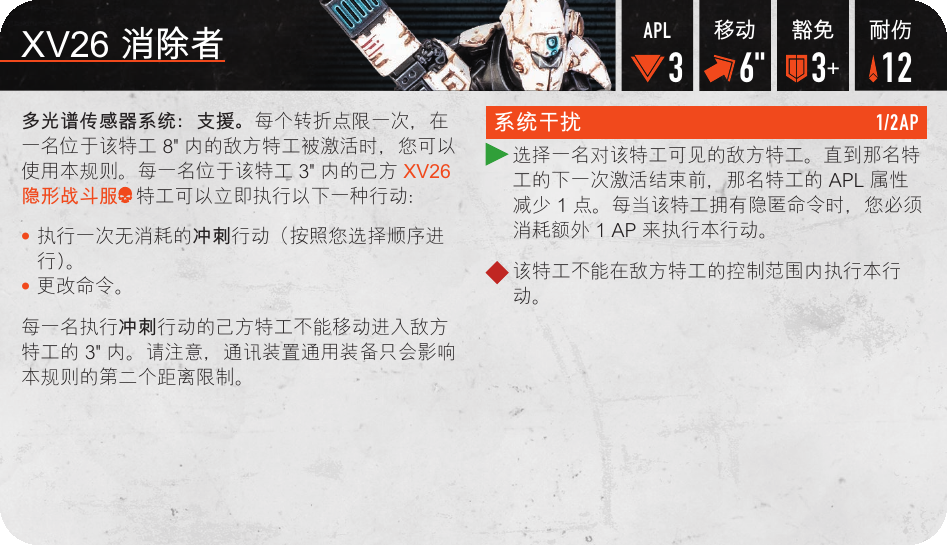 XV26 消除者
APL
3
移动
6"
豁免
3+
耐伤
12
多光谱传感器系统：支援。每个转折点限一次，在
一名位于该特工 8" 内的敌方特工被激活时，您可以
使用本规则。每一名位于该特工 3" 内的己方 XV26
隐形战斗服特工可以立即执行以下一种行动:
• 执行一次无消耗的冲刺行动（按照您选择顺序进
行）。
• 更改命令。
每一名执行冲刺行动的己方特工不能移动进入敌方
特工的 3" 内。请注意，通讯装置通用装备只会影响
本规则的第二个距离限制。
系统干扰 1/2AP
选择一名对该特工可见的敌方特工。直到那名特
工的下一次激活结束前，那名特工的 APL 属性
减少 1 点。每当该特工拥有隐匿命令时，您必须
消耗额外 1 AP 来执行本行动。
该特工不能在敌方特工的控制范围内执行本行
动。